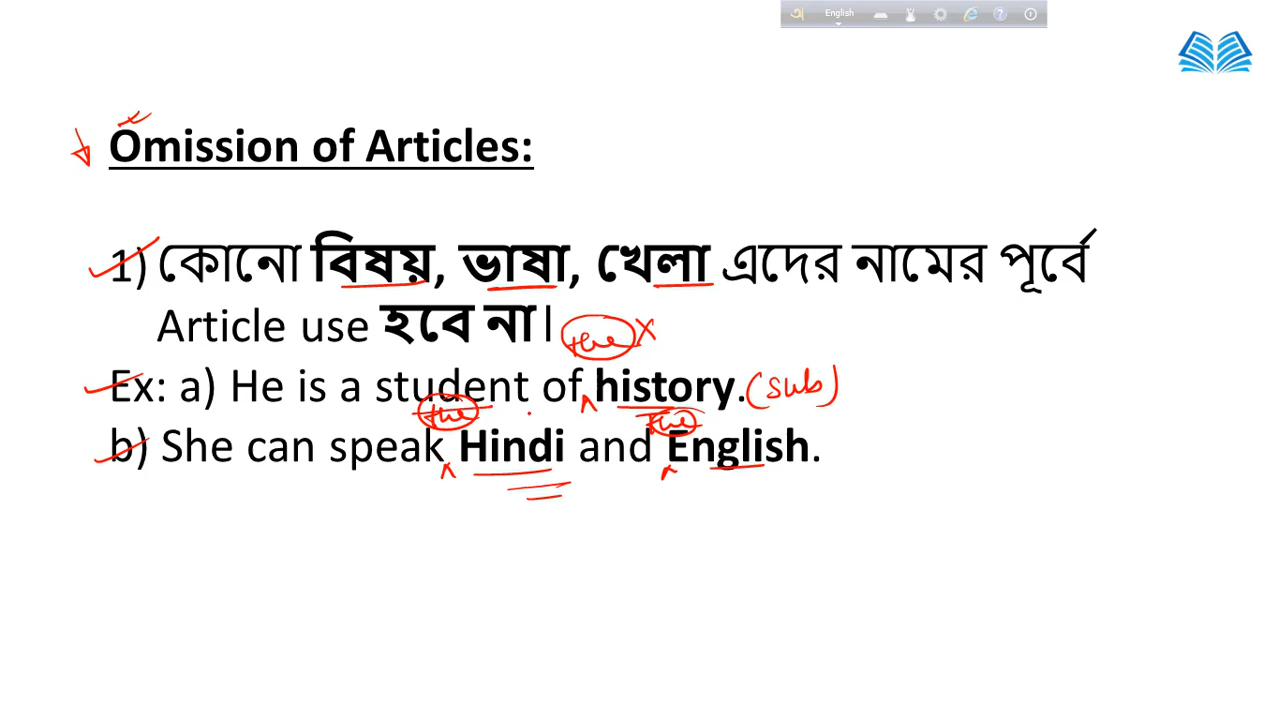 English
Omission of Articles:
1) কোনো বিষয়, ভাষা, খেলা এদের নামের পূর্বে
Article use হবে না। the x
Ex: a) He is a student of history. (sub)
the the
b) She can speak Hindi and English.